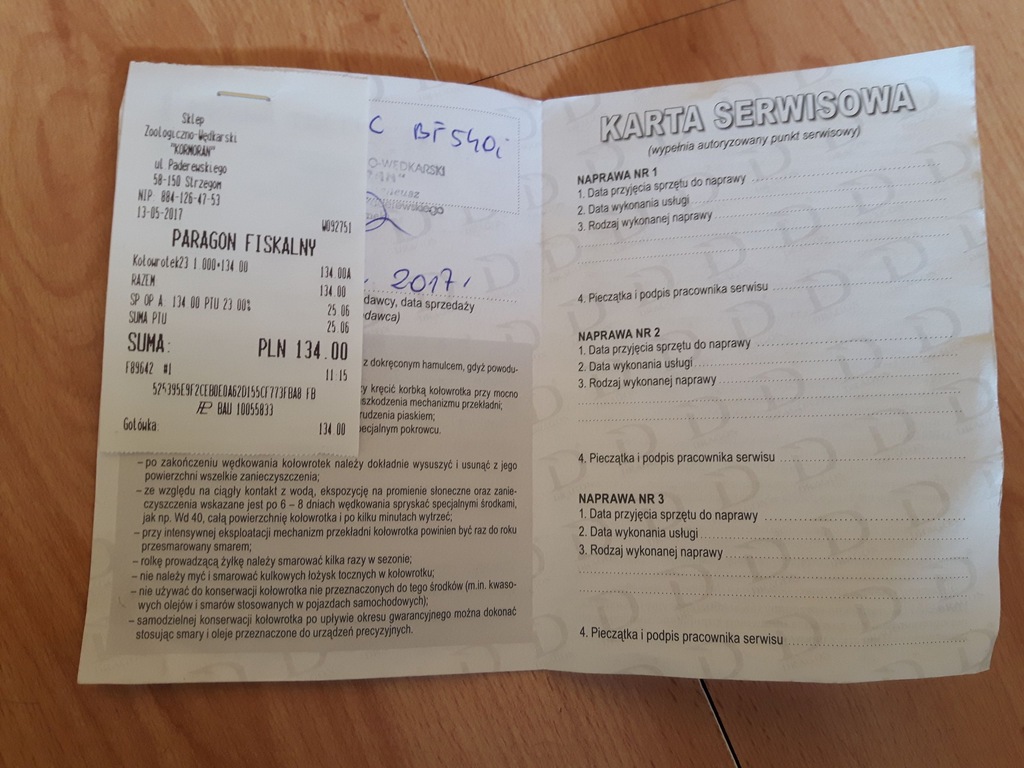 Sklep
Zoologiczno-Wędkarski
"KORMORAN"
ul. Paderewskiego
58-150 Strzegom
NIP 884-126-47-53
13-05-2017
W092751
PARAGON FISKALNY
Kołowrotek23 1.000*134.00 134.00A
RAZEM 134.00
SP.OP.A: 134.00 PTU 23.00% 25.06
SUMA PTU 25.06
SUMA: PLN 134.00
F89642 #1 11:15
525395E9F2CEB0E0A62D155CF773FBA8 FB
BAU 10055833
Gotówka 134.00
C BF540i
O-WĘDKARSKI
2017.
dawcy, data sprzedaży
dawca)
z dokręconym hamulcem, gdyż powodu-
y kręcić korbką kołowrotka przy mocno
szkodzenia mechanizmu przekładni;
rudzenia piaskiem;
ecjalnym pokrowcu.
– po zakończeniu wędkowania kołowrotek należy dokładnie wysuszyć i usunąć z jego
powierzchni wszelkie zanieczyszczenia;
– ze względu na ciągły kontakt z wodą, ekspozycję na promienie słoneczne oraz zanie-
czyszczenia wskazane jest po 6 – 8 dniach wędkowania spryskać specjalnymi środkami,
jak np. Wd 40, całą powierzchnię kołowrotka i po kilku minutach wytrzeć;
– przy intensywnej eksploatacji mechanizm przekładni kołowrotka powinien być raz do roku
przesmarowany smarem;
– rolkę prowadzącą żyłkę należy smarować kilka razy w sezonie;
– nie należy myć i smarować kulkowych łożysk tocznych w kołowrotku;
– nie używać do konserwacji kołowrotka nie przeznaczonych do tego środków (m.in. kwaso-
wych olejów i smarów stosowanych w pojazdach samochodowych);
– samodzielnej konserwacji kołowrotka po upływie okresu gwarancyjnego można dokonać
stosując smary i oleje przeznaczone do urządzeń precyzyjnych.
KARTA SERWISOWA
(wypełnia autoryzowany punkt serwisowy)
NAPRAWA NR 1
1. Data przyjęcia sprzętu do naprawy
2. Data wykonania usługi
3. Rodzaj wykonanej naprawy
4. Pieczątka i podpis pracownika serwisu
NAPRAWA NR 2
1. Data przyjęcia sprzętu do naprawy
2. Data wykonania usługi
3. Rodzaj wykonanej naprawy
4. Pieczątka i podpis pracownika serwisu
NAPRAWA NR 3
1. Data przyjęcia sprzętu do naprawy
2. Data wykonania usługi
3. Rodzaj wykonanej naprawy
4. Pieczątka i podpis pracownika serwisu